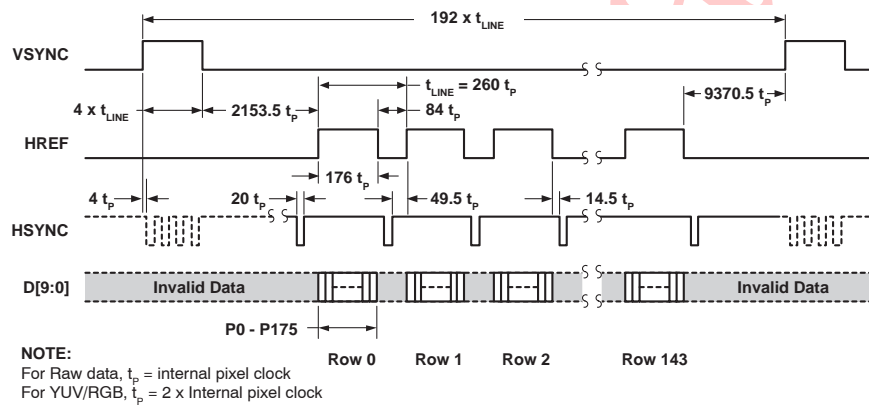 192 x tLINE
VSYNC
tLINE = 260 tP
4 x tLINE
2153.5 tP
84 tP
9370.5 tP
HREF
176 tP
4 tP
20 tP
49.5 tP
14.5 tP
HSYNC
D[9:0]
Invalid Data
Invalid Data
P0 - P175
Row 0
Row 1
Row 2
Row 143
NOTE:
For Raw data, tP = internal pixel clock
For YUV/RGB, tP = 2 x Internal pixel clock